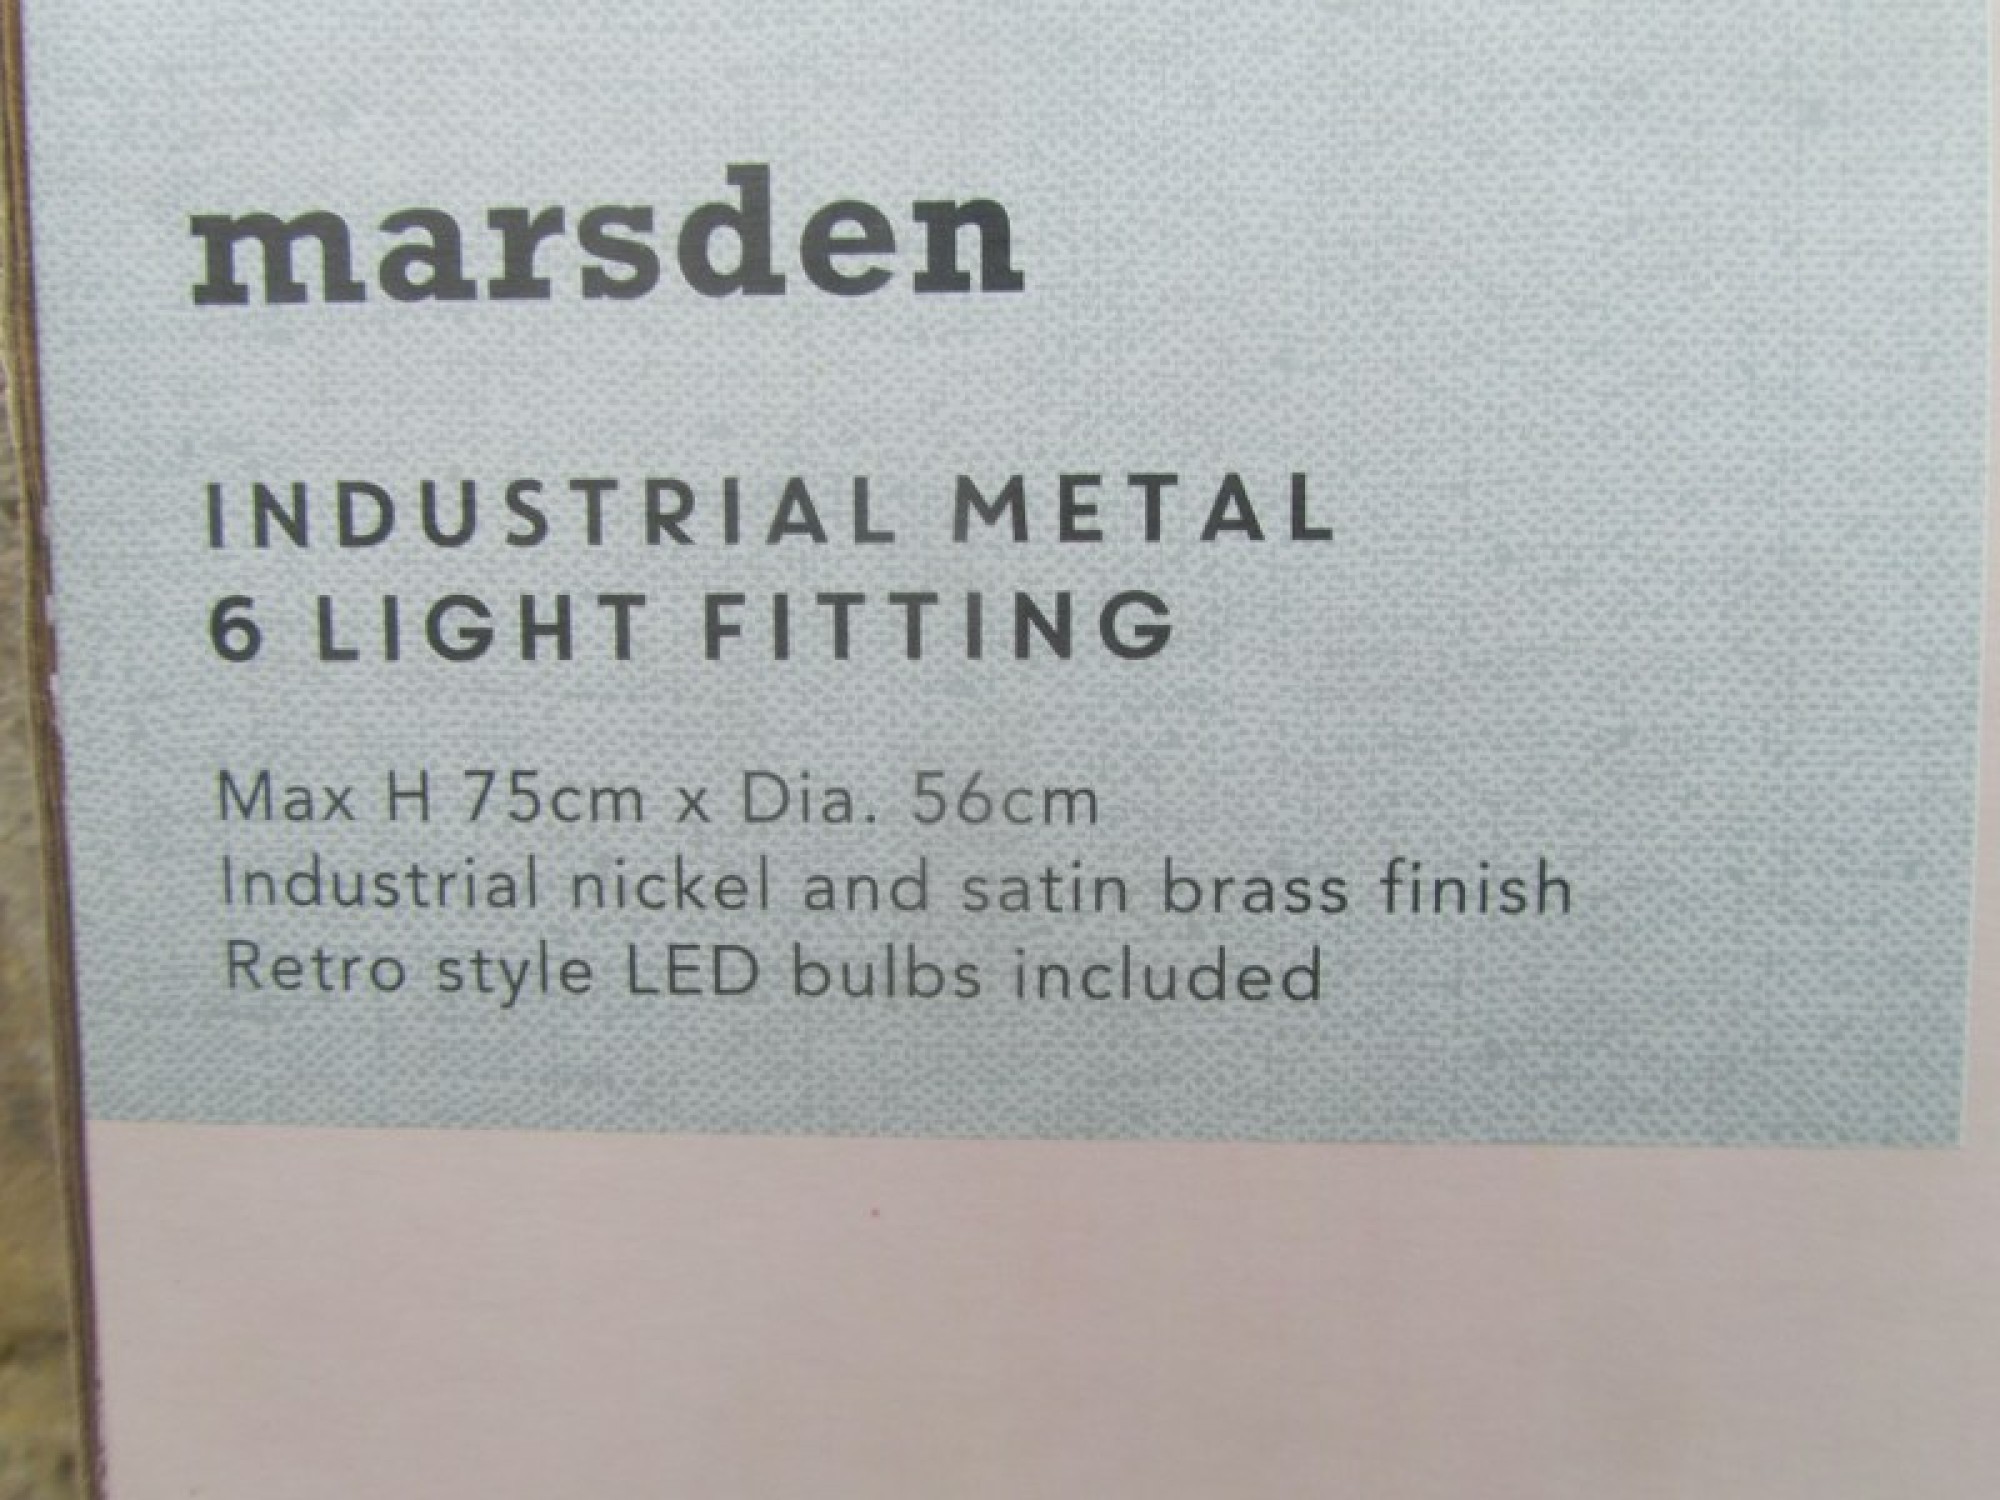 marsden
INDUSTRIAL METAL
6 LIGHT FITTING
Max H 75cm x Dia. 56cm
Industrial nickel and satin brass finish
Retro style LED bulbs included